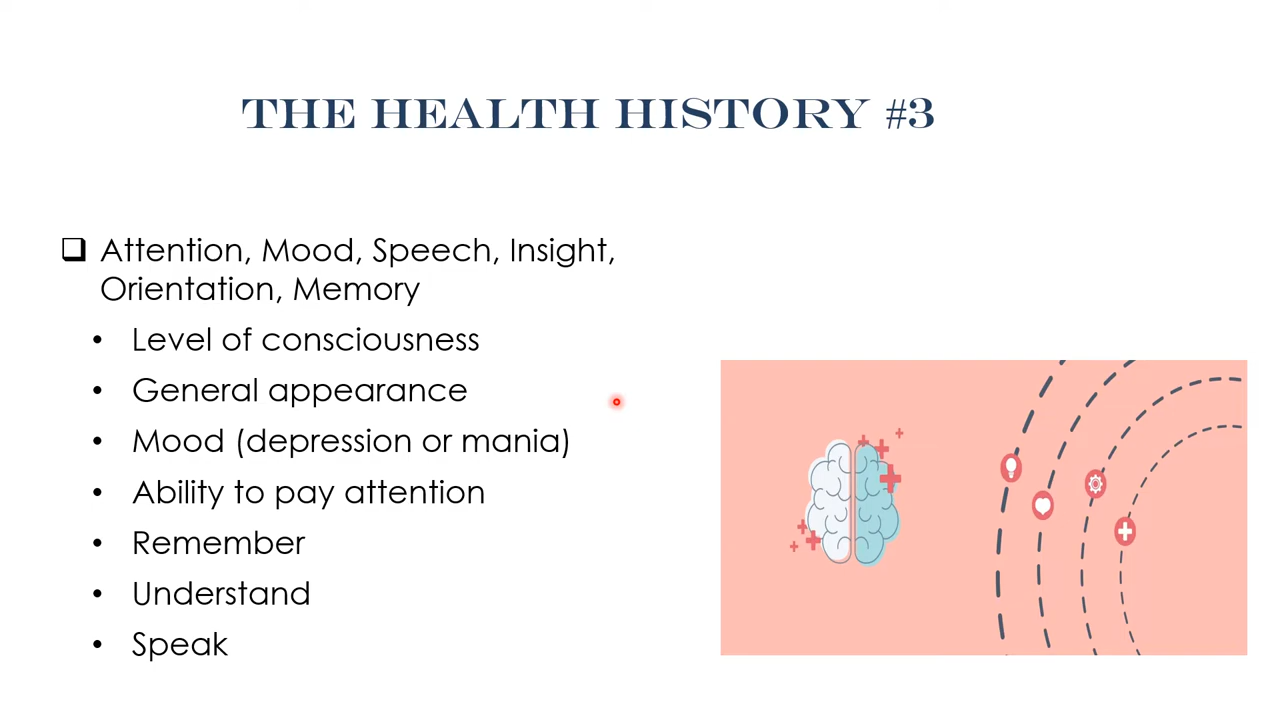 THE HEALTH HISTORY #3
Attention, Mood, Speech, Insight,
Orientation, Memory
• Level of consciousness
• General appearance
• Mood (depression or mania)
• Ability to pay attention
• Remember
• Understand
• Speak